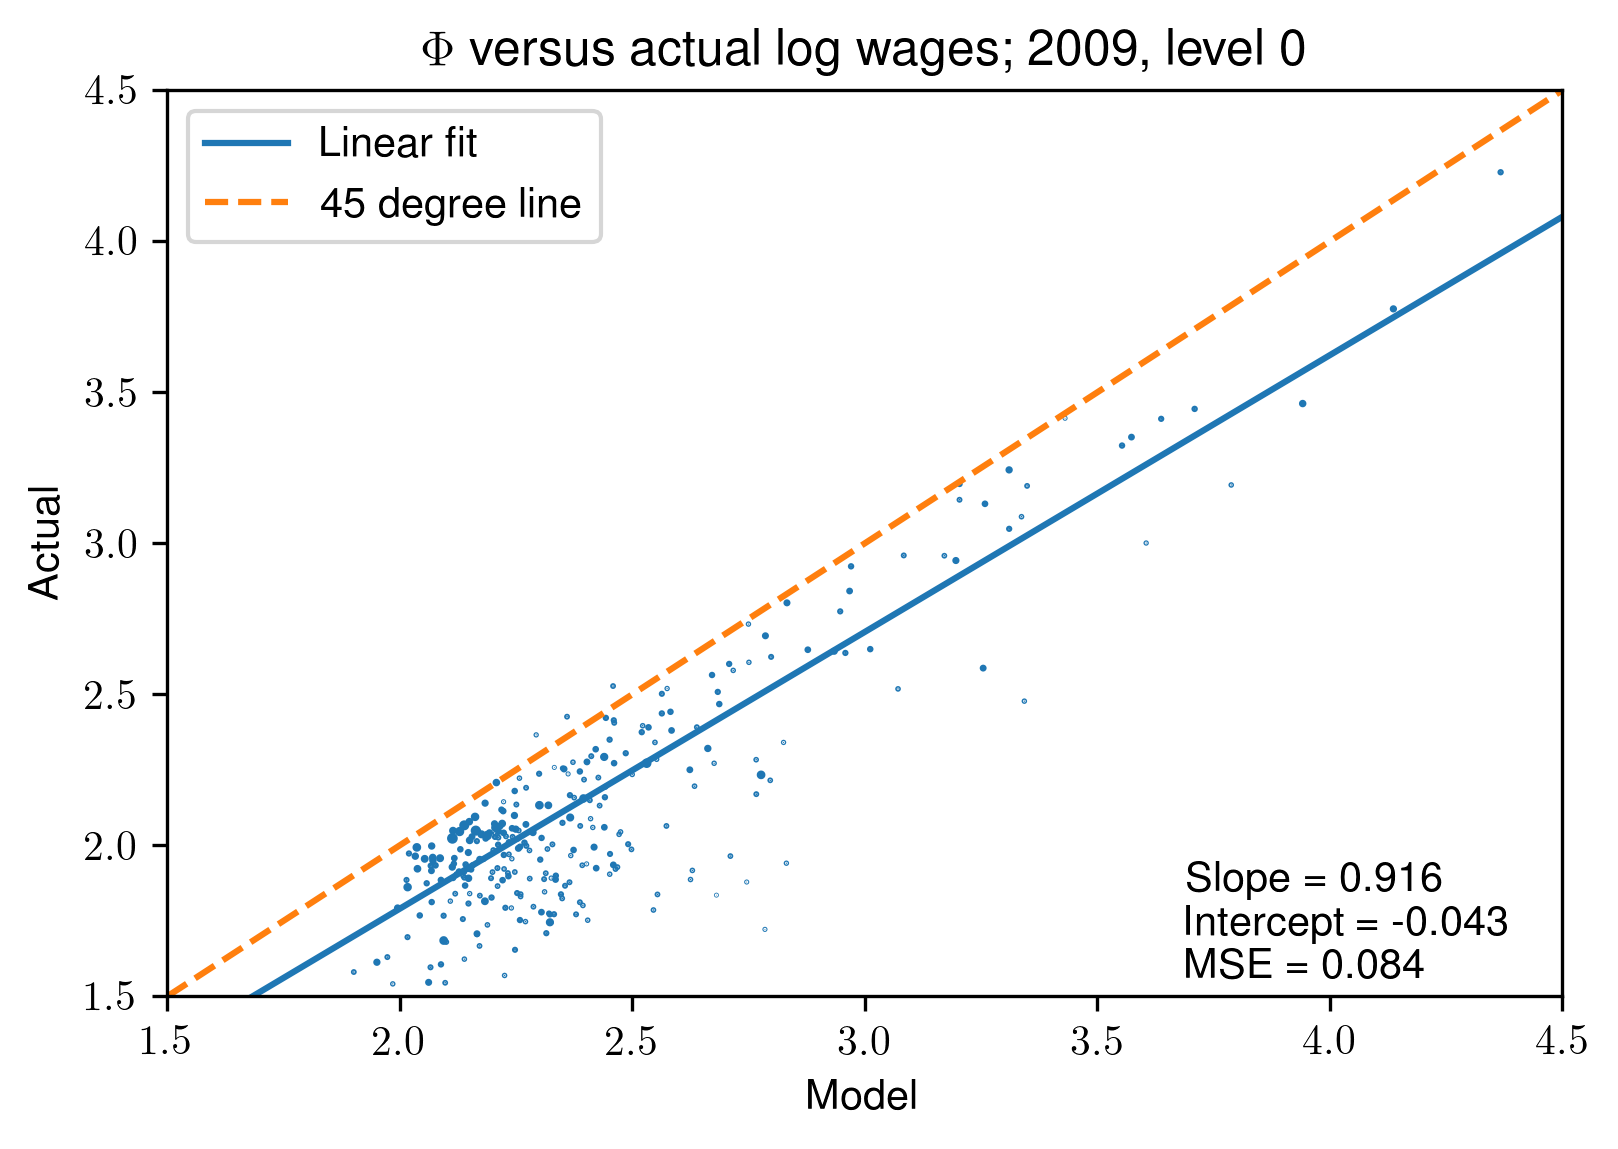 Φ versus actual log wages; 2009, level 0
4.5
4.0
3.5
3.0
2.5
2.0
1.5
Actual
Linear fit
45 degree line
Slope = 0.916
Intercept = -0.043
MSE = 0.084
1.5 2.0 2.5 3.0 3.5 4.0 4.5
Model